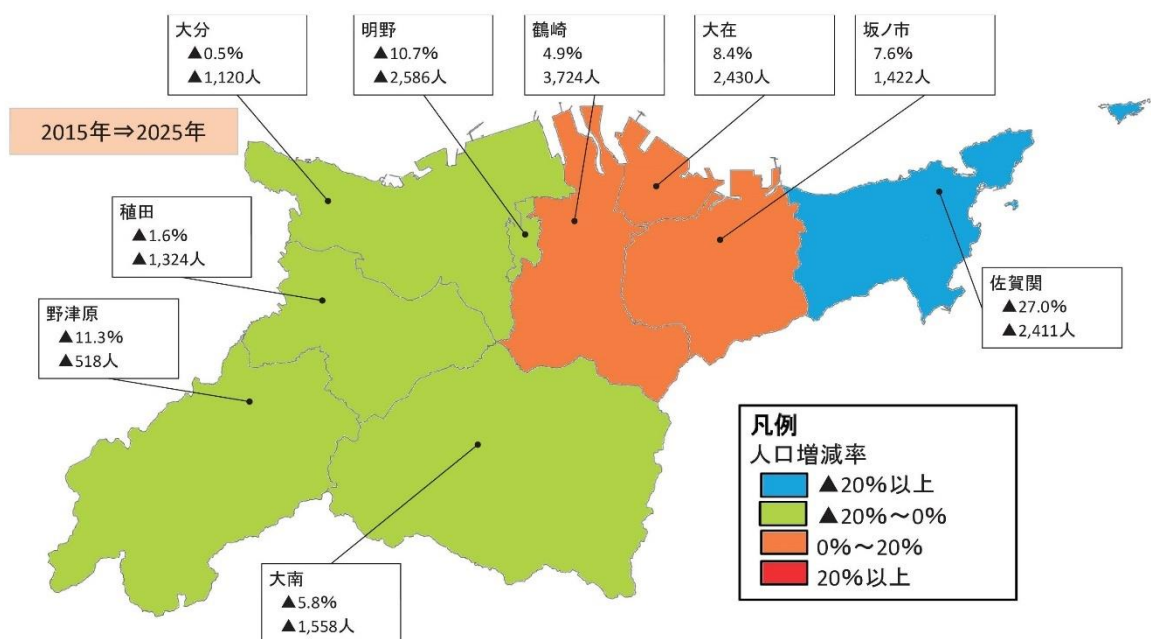 大分
▲0.5%
▲1,120人
明野
▲10.7%
▲2,586人
鶴崎
4.9%
3,724人
大在
8.4%
2,430人
坂ノ市
7.6%
1,422人
2015年⇒2025年
稙田
▲1.6%
▲1,324人
野津原
▲11.3%
▲518人
佐賀関
▲27.0%
▲2,411人
大南
▲5.8%
▲1,558人
凡例
人口増減率
▲20%以上
▲20%～0%
0%～20%
20%以上